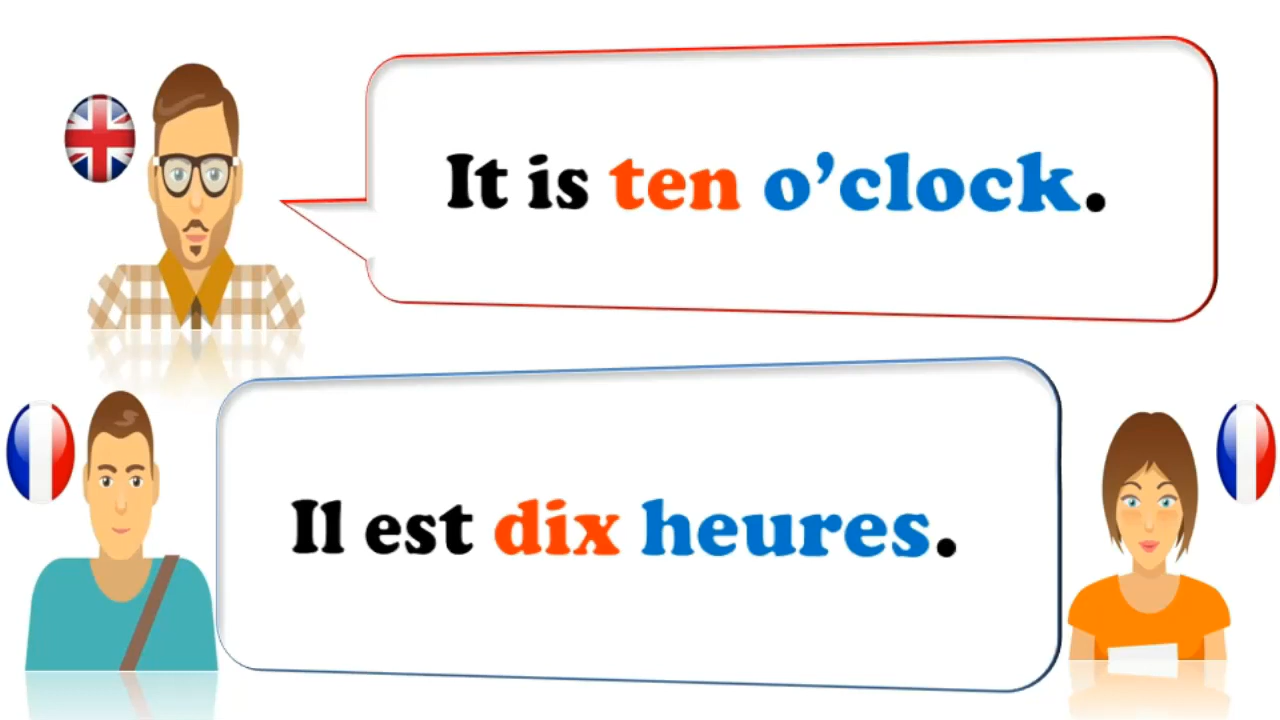 It is ten o’clock.
Il est dix heures.